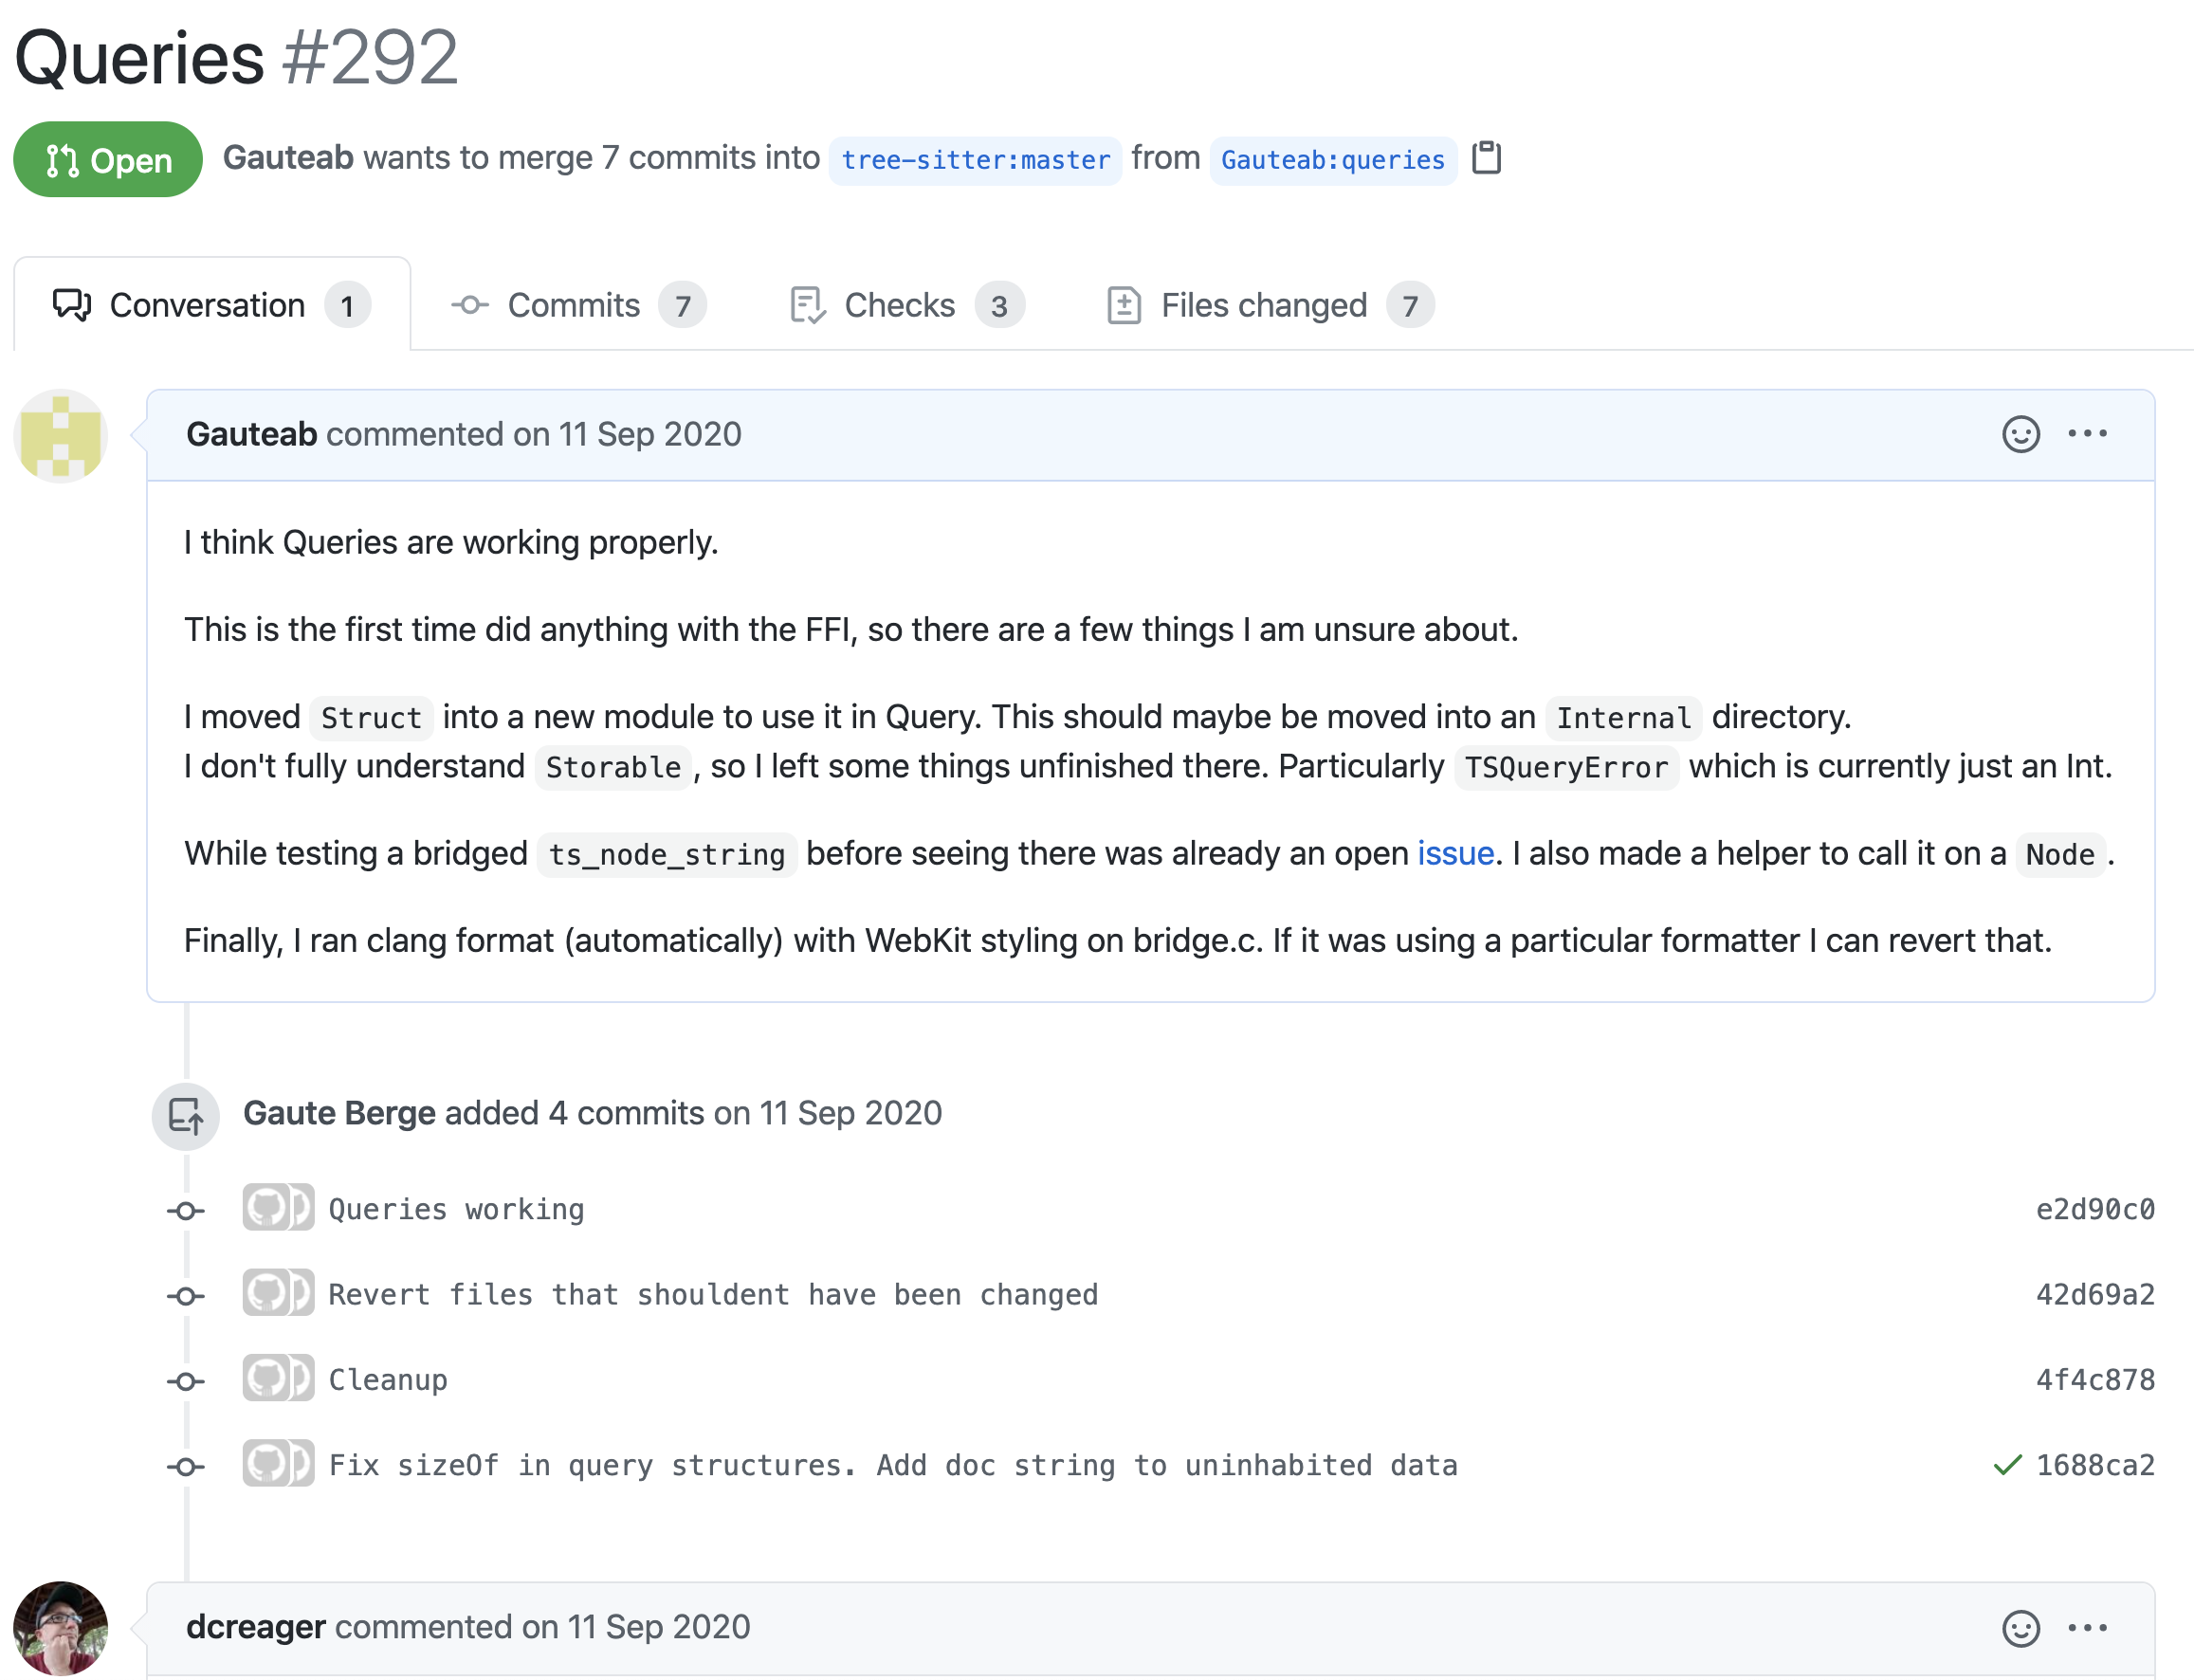 Queries #292
Open
Gauteab wants to merge 7 commits into tree-sitter:master from Gauteab:queries
Conversation 1
Commits 7
Checks 3
Files changed 7
Gauteab commented on 11 Sep 2020
I think Queries are working properly.
This is the first time did anything with the FFI, so there are a few things I am unsure about.
I moved Struct into a new module to use it in Query. This should maybe be moved into an Internal directory.
I don't fully understand Storable, so I left some things unfinished there. Particularly TSQueryError which is currently just an Int.
While testing a bridged ts_node_string before seeing there was already an open issue. I also made a helper to call it on a Node.
Finally, I ran clang format (automatically) with WebKit styling on bridge.c. If it was using a particular formatter I can revert that.
Gaute Berge added 4 commits on 11 Sep 2020
Queries working e2d90c0
Revert files that shouldent have been changed 42d69a2
Cleanup 4f4c878
Fix sizeOf in query structures. Add doc string to uninhabited data 1688ca2
dcreager commented on 11 Sep 2020